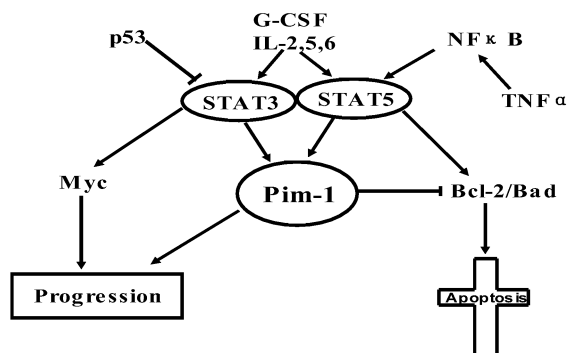 G-CSF
p53
IL-2,5,6
NFκB
STAT3
STAT5
TNFα
Myc
Pim-1
Bcl-2/Bad
Progression
Apoptosis